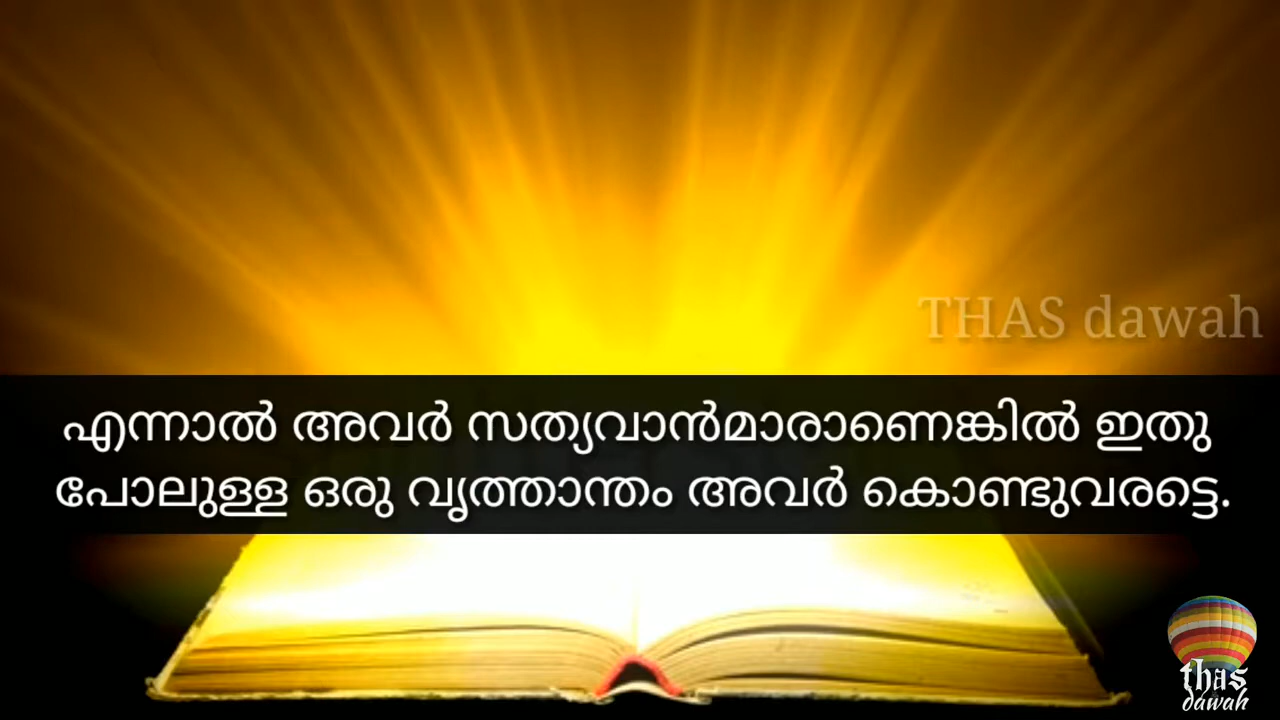 THAS dawah
എന്നാൽ അവർ സത്യവാൻമാരാണെങ്കിൽ ഇതു
പോലുള്ള ഒരു വൃത്താന്തം അവർ കൊണ്ടുവരട്ടെ.
thas
dawah